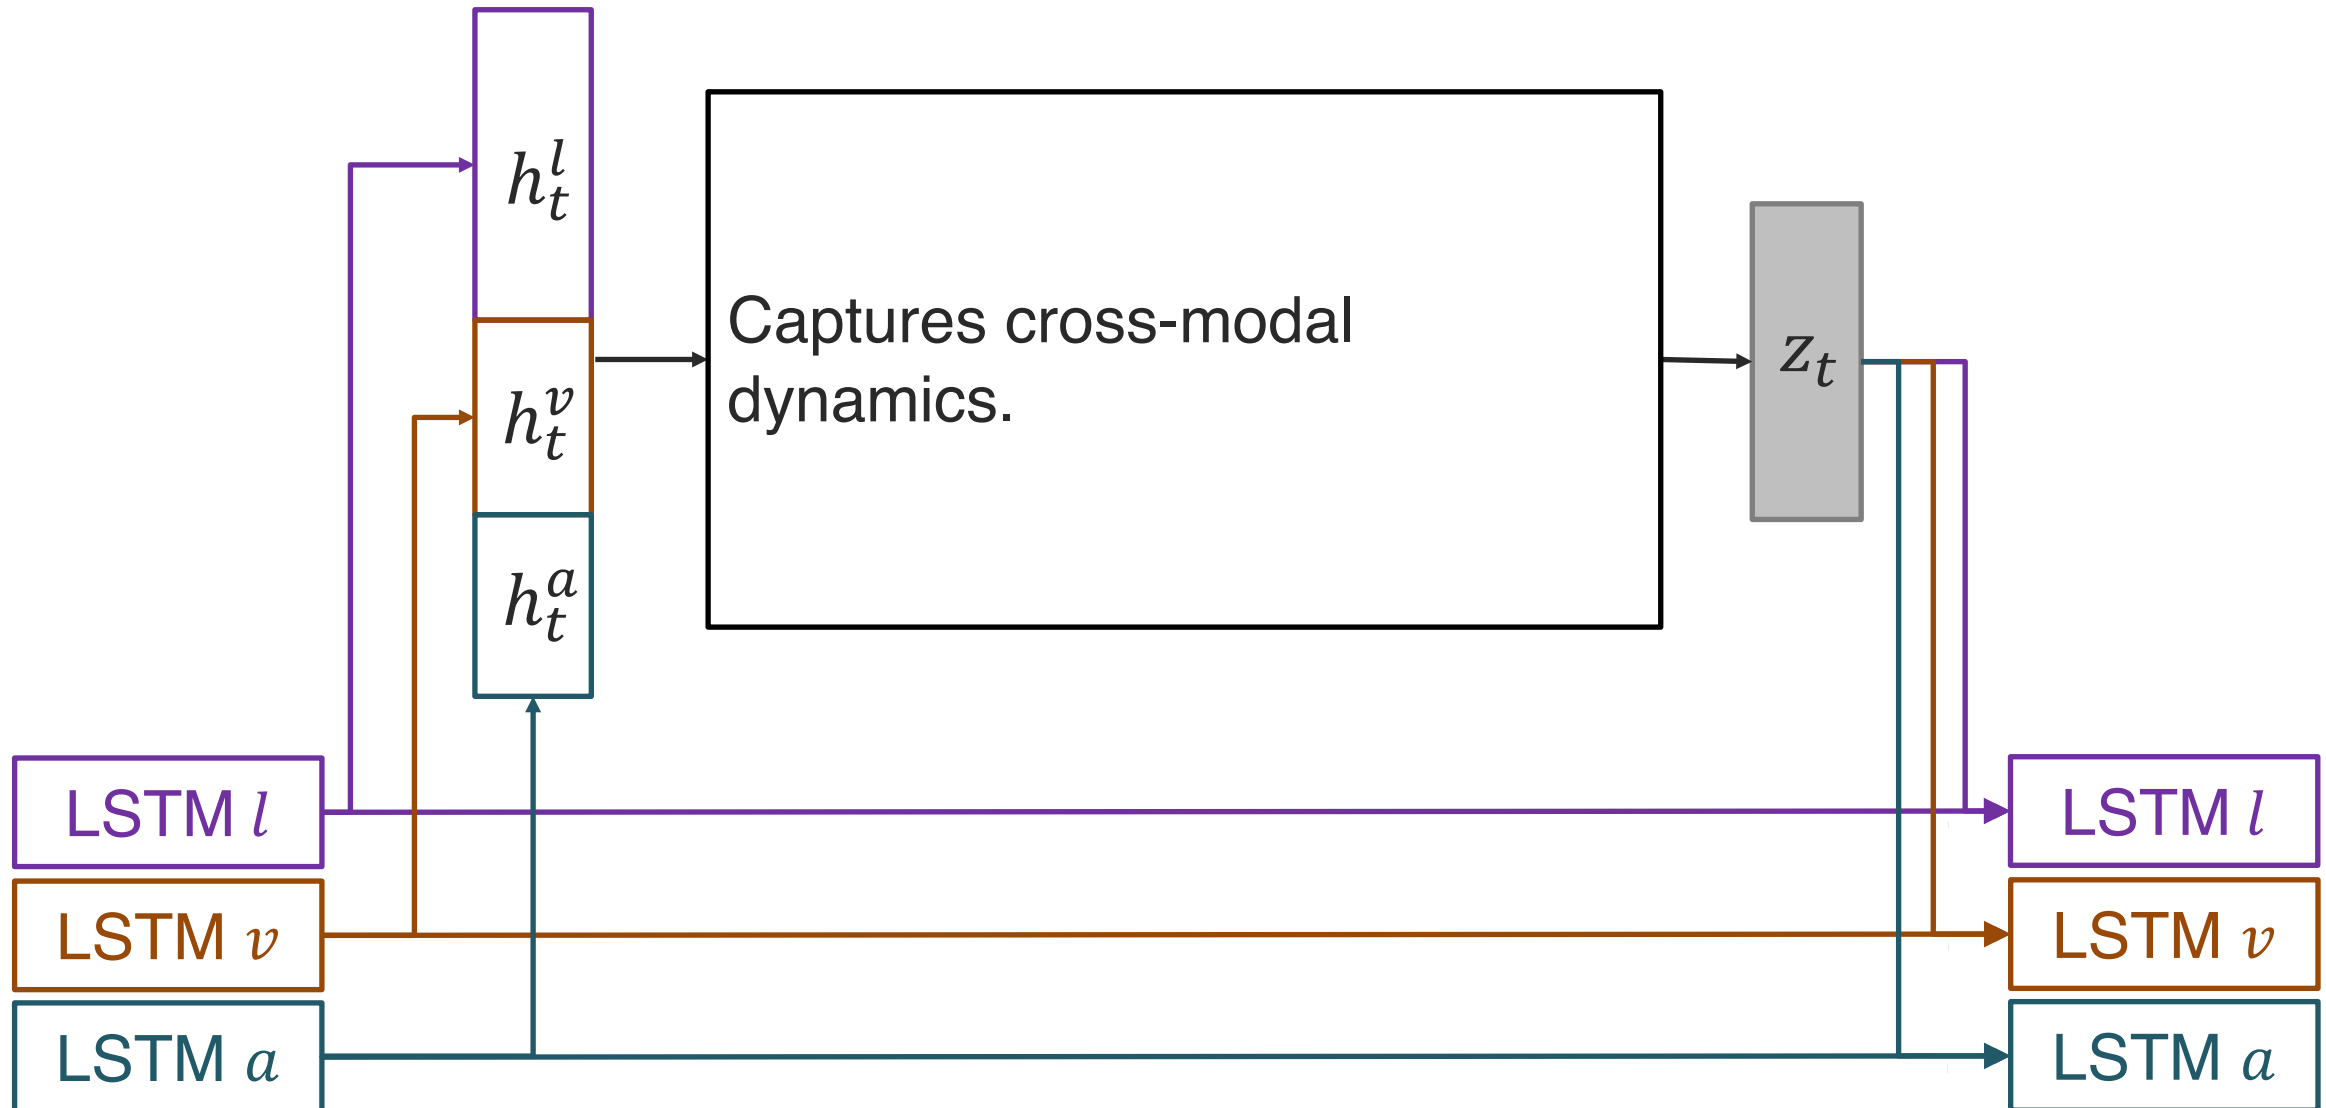 h_t^l
Captures cross-modal
dynamics.
z_t
h_t^v
h_t^a
LSTM l
LSTM l
LSTM v
LSTM v
LSTM a
LSTM a